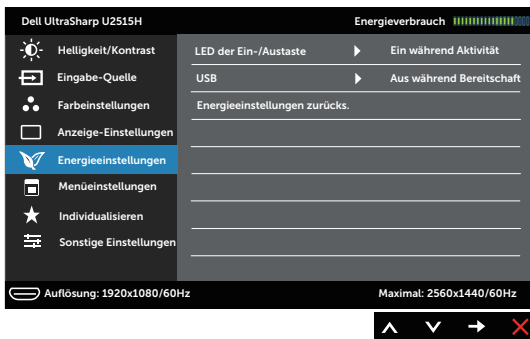 Dell UltraSharp U2515H Energieverbrauch
Helligkeit/Kontrast LED der Ein-/Austaste Ein während Aktivität
Eingabe-Quelle USB Aus während Bereitschaft
Farbeinstellungen Energieeinstellungen zurücks.
Anzeige-Einstellungen
Energieeinstellungen
Menüeinstellungen
Individualisieren
Sonstige Einstellungen
Auflösung: 1920x1080/60Hz Maximal: 2560x1440/60Hz